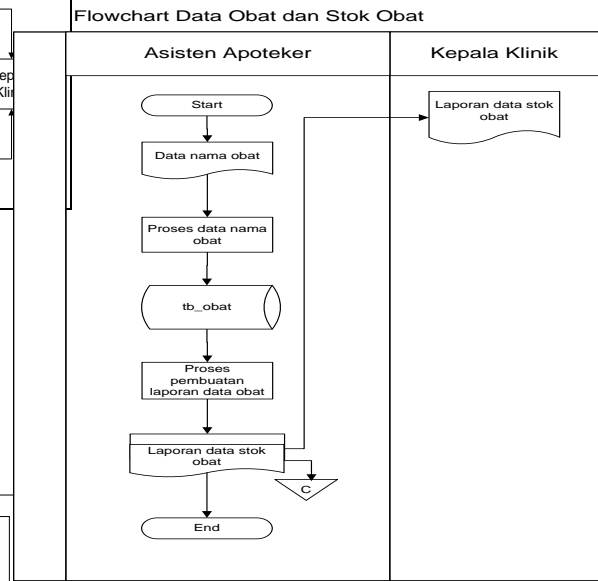 Flowchart Data Obat dan Stok Obat
Asisten Apoteker
Kepala Klinik
Start
Data nama obat
Proses data nama
obat
tb_obat
Proses
pembuatan
laporan data obat
Laporan data stok
obat
C
End
Laporan data stok
obat